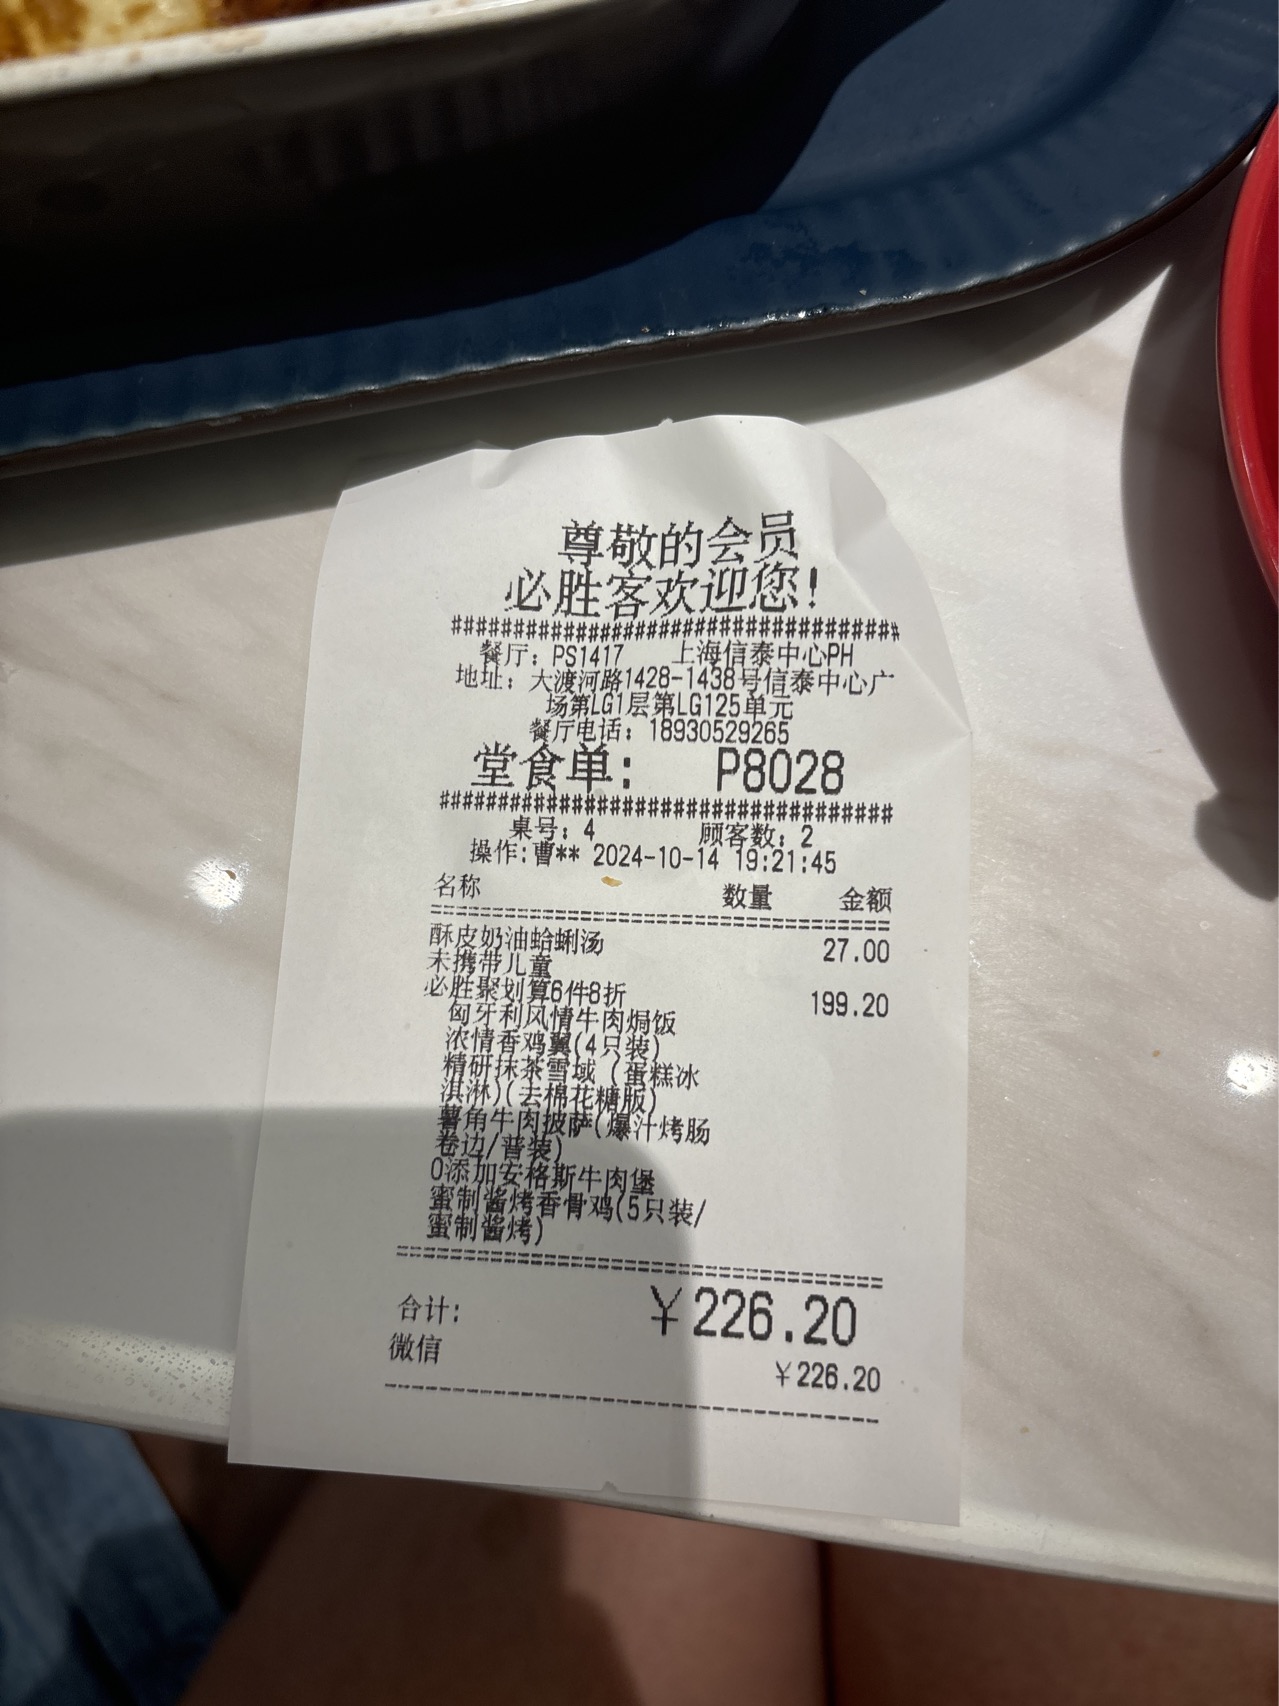 尊敬的会员
必胜客欢迎您!
####################################
餐厅: PS1417 上海信泰中心PH
地址: 大渡河路1428-1438号信泰中心广
场第LG1层第LG125单元
餐厅电话: 18930529265
堂食单: P8028
####################################
桌号: 4 顾客数: 2
操作:曹** 2024-10-14 19:21:45
名称 数量 金额
酥皮奶油蛤蜊汤 27.00
未携带儿童
必胜聚划算6件8折 199.20
匈牙利风情牛肉焗饭
浓情香鸡翼(4只装)
精研抹茶雪域 (蛋糕冰
淇淋)(去棉花糖版)
薯角牛肉披萨(爆汁烤肠
卷边/普装)
0添加安格斯牛肉堡
蜜制酱烤香骨鸡(5只装/
蜜制酱烤)
合计: ¥226.20
微信 ¥226.20